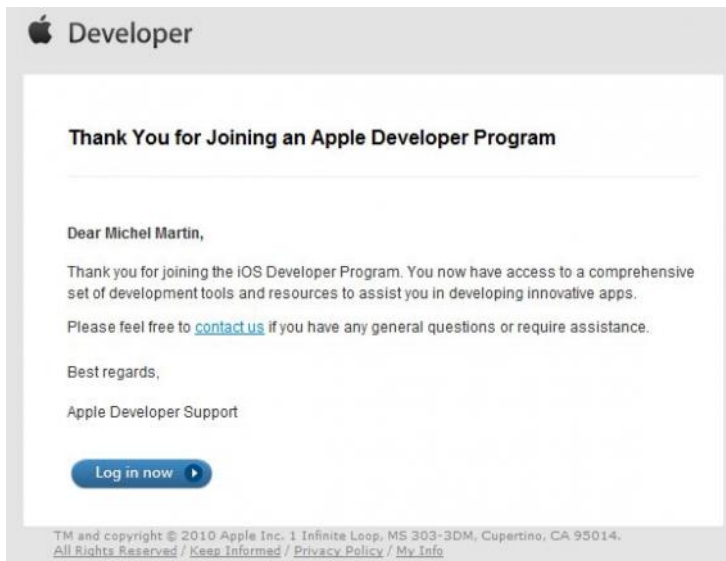 Developer
Thank You for Joining an Apple Developer Program
Dear Michel Martin,
Thank you for joining the iOS Developer Program. You now have access to a comprehensive
set of development tools and resources to assist you in developing innovative apps.
Please feel free to contact us if you have any general questions or require assistance.
Best regards,
Apple Developer Support
Log in now
TM and copyright © 2010 Apple Inc. 1 Infinite Loop, MS 303-3DM, Cupertino, CA 95014.
All Rights Reserved / Keep Informed / Privacy Policy / My Info